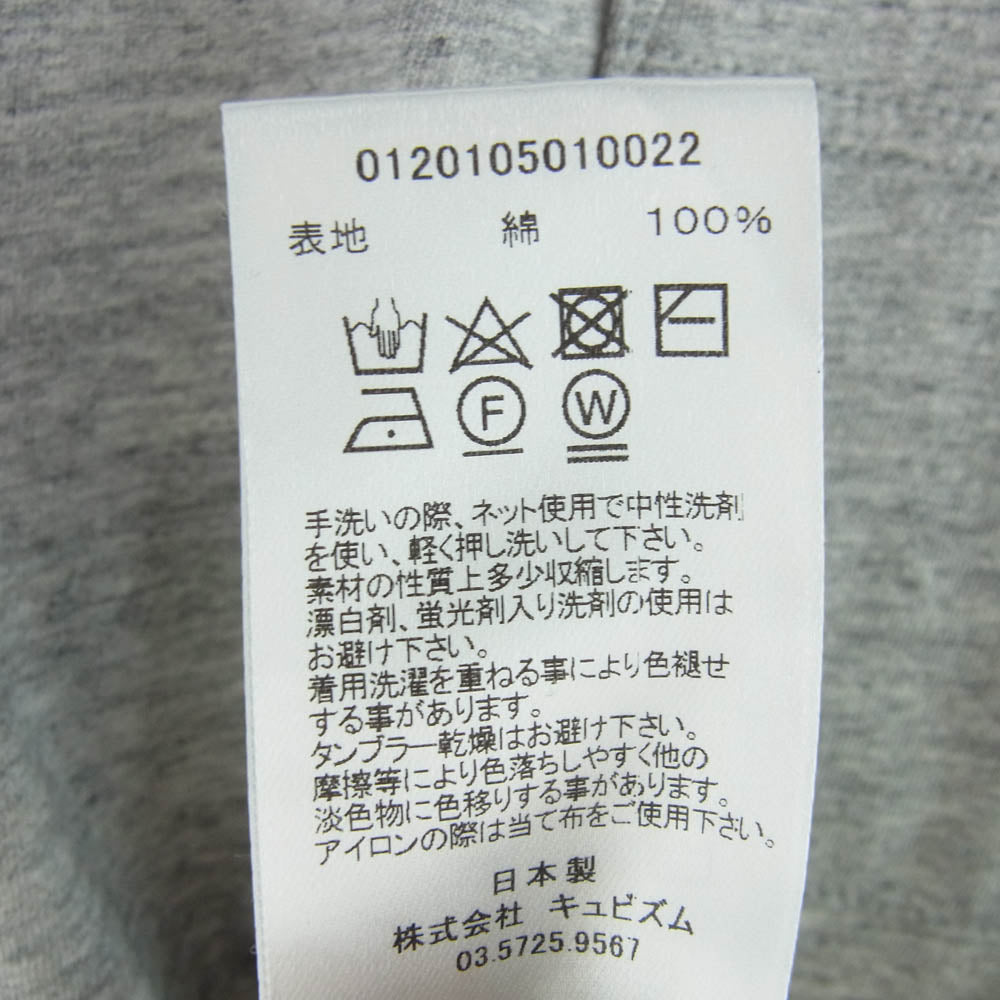 0120105010022
表地 綿 100%
F W
手洗いの際、ネット使用で中性洗剤
を使い、軽く押し洗いして下さい。
素材の性質上多少収縮します。
漂白剤、蛍光剤入り洗剤の使用は
お避け下さい。
着用洗濯を重ねる事により色褪せ
する事があります。
タンブラー乾燥はお避け下さい。
摩擦等により色落ちしやすく他の
淡色物に色移りする事があります。
アイロンの際は当て布をご使用下さい。
日本製
株式会社 キュビズム
03.5725.9567